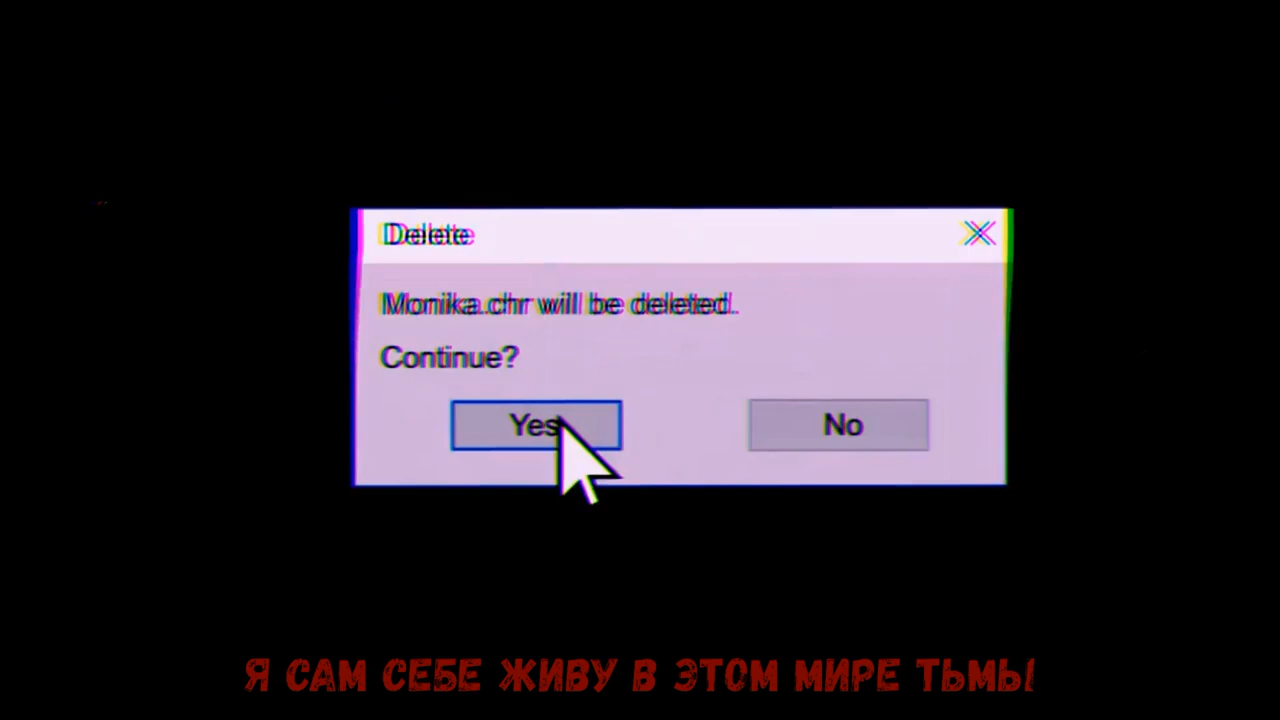 Delete
Monika.chr will be deleted.
Continue?
Yes
No
Я САМ СЕБЕ ЖИВУ В ЭТОМ МИРЕ ТЬМЫ